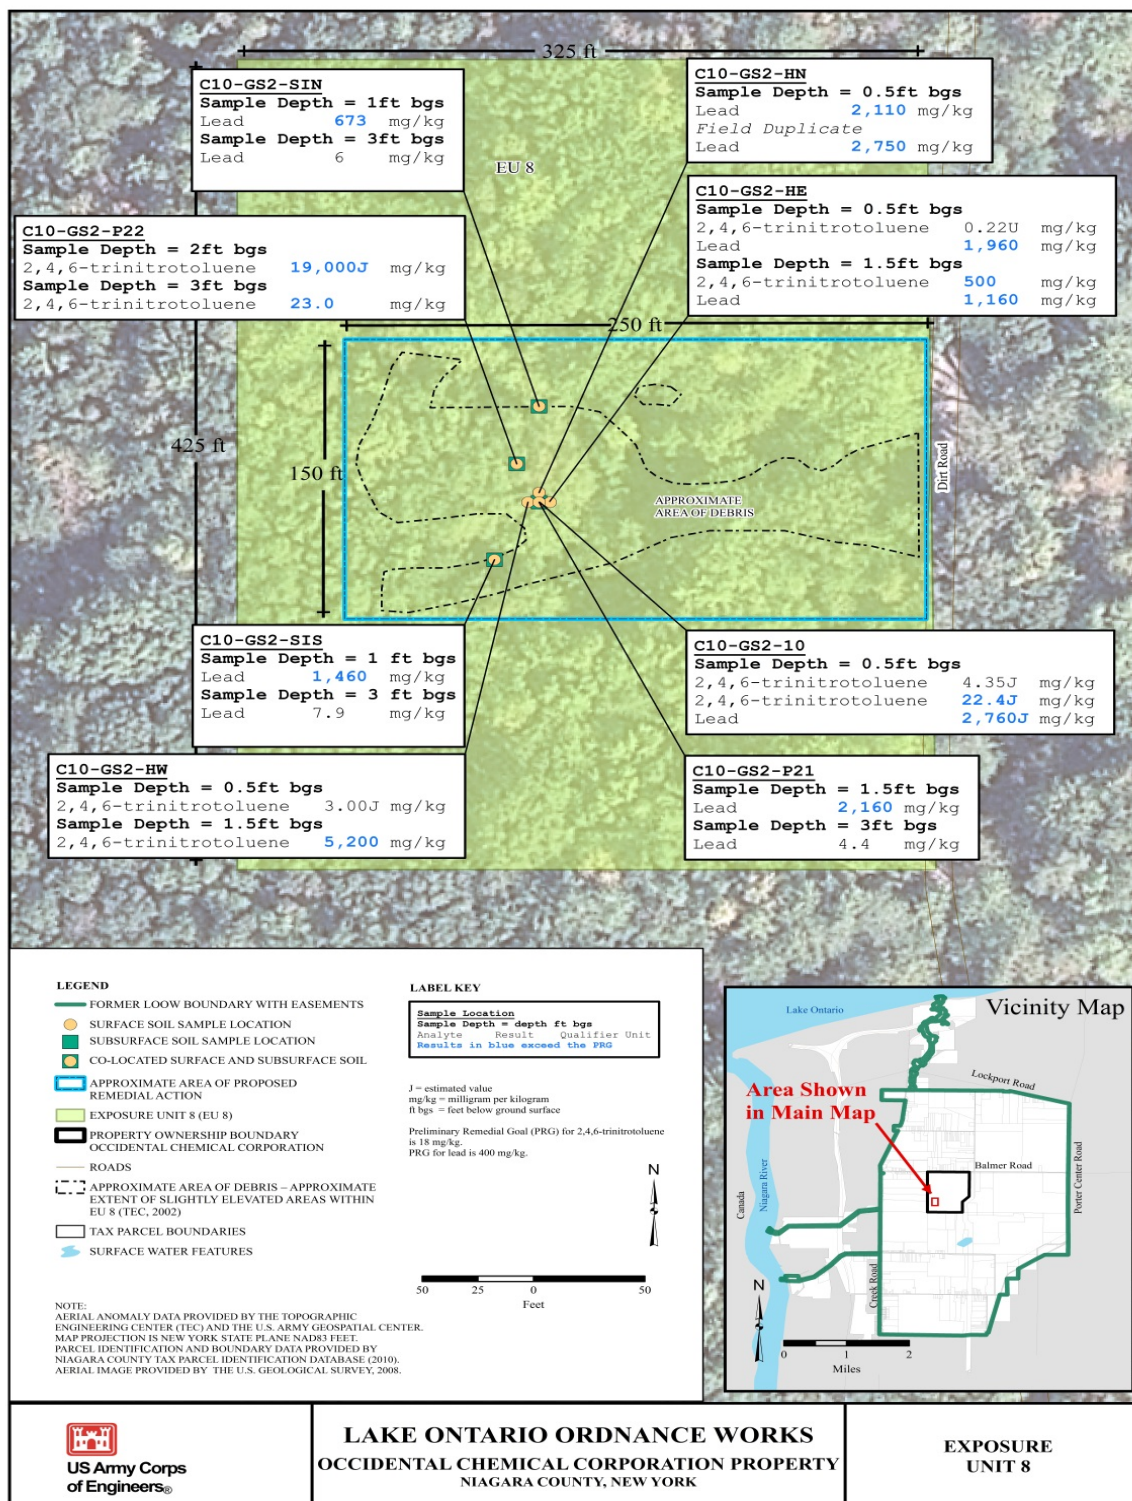 325 ft
C10-GS2-SIN
Sample Depth = 1ft bgs
Lead 673 mg/kg
Sample Depth = 3ft bgs
Lead 6 mg/kg
C10-GS2-HN
Sample Depth = 0.5ft bgs
Lead 2,110 mg/kg
Field Duplicate
Lead 2,750 mg/kg
EU 8
C10-GS2-HE
Sample Depth = 0.5ft bgs
2,4,6-trinitrotoluene 0.22U mg/kg
Lead 1,960 mg/kg
Sample Depth = 1.5ft bgs
2,4,6-trinitrotoluene 500 mg/kg
Lead 1,160 mg/kg
C10-GS2-P22
Sample Depth = 2ft bgs
2,4,6-trinitrotoluene 19,000J mg/kg
Sample Depth = 3ft bgs
2,4,6-trinitrotoluene 23.0 mg/kg
250 ft
425 ft
150 ft
Dirt Road
APPROXIMATE
AREA OF DEBRIS
C10-GS2-SIS
Sample Depth = 1 ft bgs
Lead 1,460 mg/kg
Sample Depth = 3 ft bgs
Lead 7.9 mg/kg
C10-GS2-10
Sample Depth = 0.5ft bgs
2,4,6-trinitrotoluene 4.35J mg/kg
2,4,6-trinitrotoluene 22.4J mg/kg
Lead 2,760J mg/kg
C10-GS2-HW
Sample Depth = 0.5ft bgs
2,4,6-trinitrotoluene 3.00J mg/kg
Sample Depth = 1.5ft bgs
2,4,6-trinitrotoluene 5,200 mg/kg
C10-GS2-P21
Sample Depth = 1.5ft bgs
Lead 2,160 mg/kg
Sample Depth = 3ft bgs
Lead 4.4 mg/kg
LEGEND
FORMER LOOW BOUNDARY WITH EASEMENTS
SURFACE SOIL SAMPLE LOCATION
SUBSURFACE SOIL SAMPLE LOCATION
CO-LOCATED SURFACE AND SUBSURFACE SOIL
APPROXIMATE AREA OF PROPOSED
REMEDIAL ACTION
EXPOSURE UNIT 8 (EU 8)
PROPERTY OWNERSHIP BOUNDARY
OCCIDENTAL CHEMICAL CORPORATION
ROADS
APPROXIMATE AREA OF DEBRIS – APPROXIMATE
EXTENT OF SLIGHTLY ELEVATED AREAS WITHIN
EU 8 (TEC, 2002)
TAX PARCEL BOUNDARIES
SURFACE WATER FEATURES
LABEL KEY
Sample Location
Sample Depth = depth ft bgs
Analyte Result Qualifier Unit
Results in blue exceed the PRG
J = estimated value
mg/kg = milligram per kilogram
ft bgs = feet below ground surface
Preliminary Remedial Goal (PRG) for 2,4,6-trinitrotoluene
is 18 mg/kg.
PRG for lead is 400 mg/kg.
N
50 25 0 50
Feet
NOTE:
AERIAL ANOMALY DATA PROVIDED BY THE TOPOGRAPHIC
ENGINEERING CENTER (TEC) AND THE U.S. ARMY GEOSPATIAL CENTER.
MAP PROJECTION IS NEW YORK STATE PLANE NAD83 FEET.
PARCEL IDENTIFICATION AND BOUNDARY DATA PROVIDED BY
NIAGARA COUNTY TAX PARCEL IDENTIFICATION DATABASE (2010).
AERIAL IMAGE PROVIDED BY THE U.S. GEOLOGICAL SURVEY, 2008.
Vicinity Map
Lake Ontario
Lockport Road
Area Shown
in Main Map
Balmer Road
Porter Center Road
Canada
Niagara River
Creek Road
N
0 1 2
Miles
US Army Corps
of Engineers®
LAKE ONTARIO ORDNANCE WORKS
OCCIDENTAL CHEMICAL CORPORATION PROPERTY
NIAGARA COUNTY, NEW YORK
EXPOSURE
UNIT 8